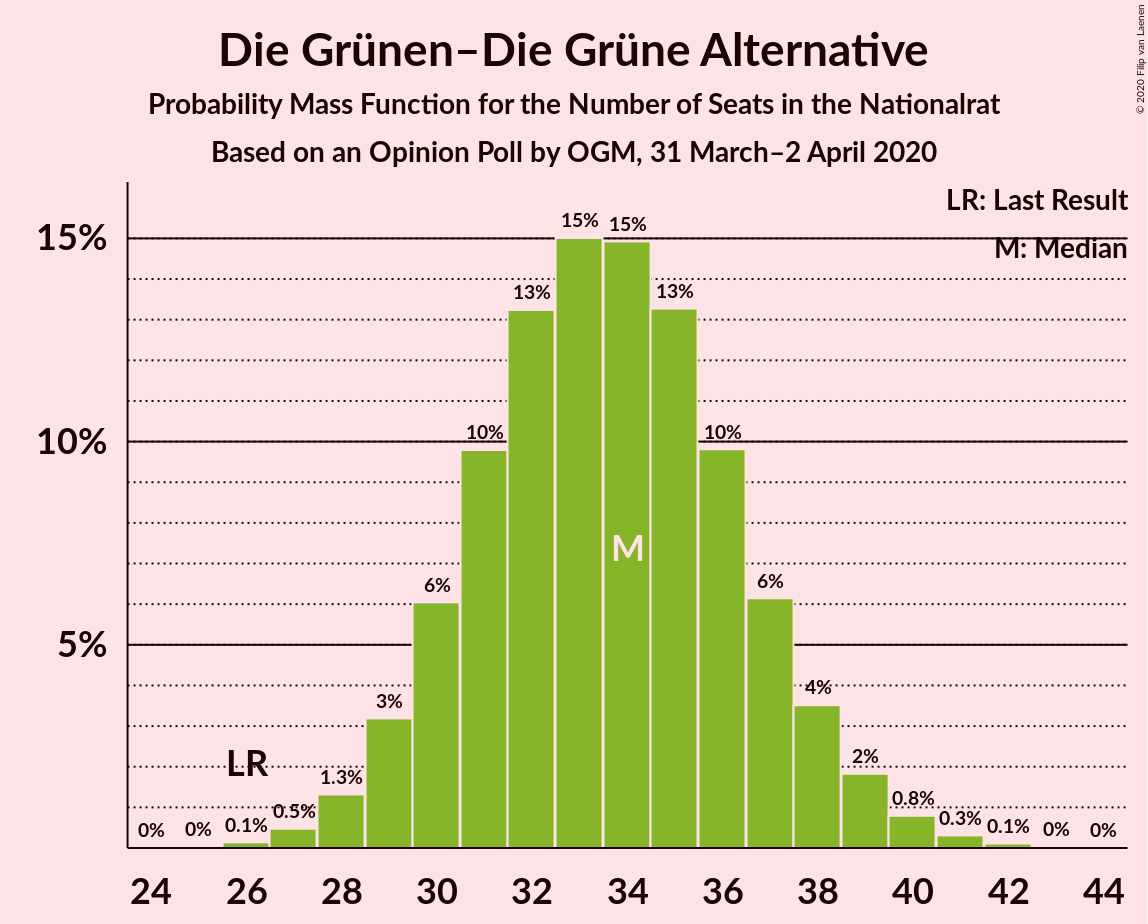 Die Grünen–Die Grüne Alternative
Probability Mass Function for the Number of Seats in the Nationalrat
Based on an Opinion Poll by OGM, 31 March–2 April 2020
© 2020 Filip van Laenen
LR: Last Result
M: Median
15%
10%
5%
0%
0%
0.1%
0.5%
1.3%
3%
6%
10%
13%
15%
15%
13%
10%
6%
4%
2%
0.8%
0.3%
0.1%
0%
0%
LR
M
24 26 28 30 32 34 36 38 40 42 44